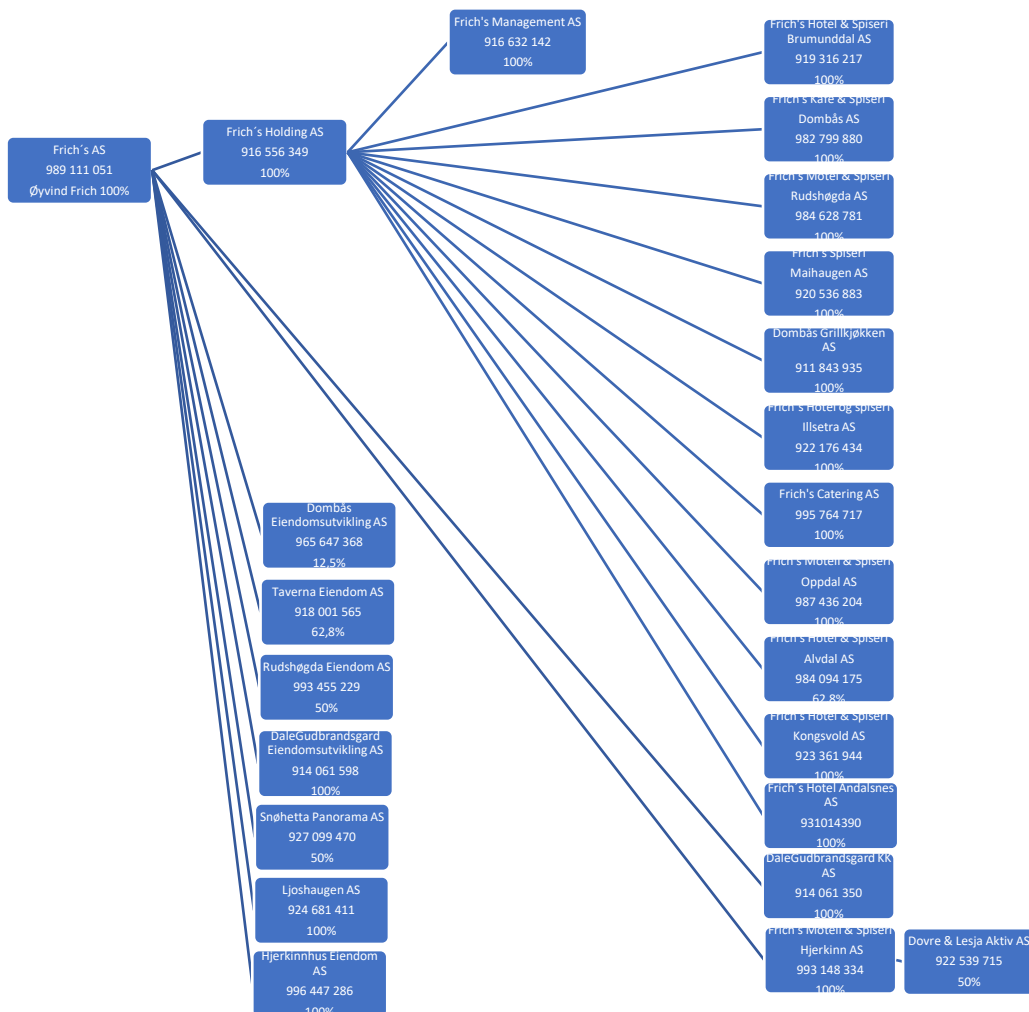 Frich's Management AS
916 632 142
100%
Frich´s AS
989 111 051
Øyvind Frich 100%
Frich´s Holding AS
916 556 349
100%
Frich's Hotel & Spiseri
Brumunddal AS
919 316 217
100%
Frich's Kafe & Spiseri
Dombås AS
982 799 880
100%
Frich's Motel & Spiseri
Rudshøgda AS
984 628 781
100%
Frich's Spiseri
Maihaugen AS
920 536 883
100%
Dombås Grillkjøkken
AS
911 843 935
100%
Frich's Hotel og spiseri
Illsetra AS
922 176 434
100%
Frich's Catering AS
995 764 717
100%
Frich's Motell & Spiseri
Oppdal AS
987 436 204
100%
Frich's Hotel & Spiseri
Alvdal AS
984 094 175
62,8%
Frich's Hotel & Spiseri
Kongsvold AS
923 361 944
100%
Frich´s Hotel Åndalsnes
AS
931014390
100%
DaleGudbrandsgard KK
AS
914 061 350
100%
Frich's Motell & Spiseri
Hjerkinn AS
993 148 334
100%
Dovre & Lesja Aktiv AS
922 539 715
50%
Dombås
Eiendomsutvikling AS
965 647 368
12,5%
Taverna Eiendom AS
918 001 565
62,8%
Rudshøgda Eiendom AS
993 455 229
50%
DaleGudbrandsgard
Eiendomsutvikling AS
914 061 598
100%
Snøhetta Panorama AS
927 099 470
50%
Ljoshaugen AS
924 681 411
100%
Hjerkinnhus Eiendom
AS
996 447 286
100%